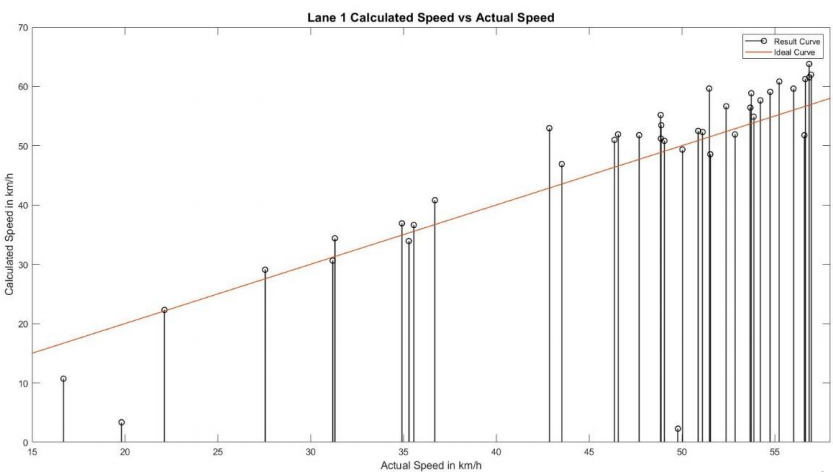 Lane 1 Calculated Speed vs Actual Speed
Result Curve
Ideal Curve
70
60
50
40
30
20
10
0
Calculated Speed in km/h
15 20 25 30 35 40 45 50 55
Actual Speed in km/h